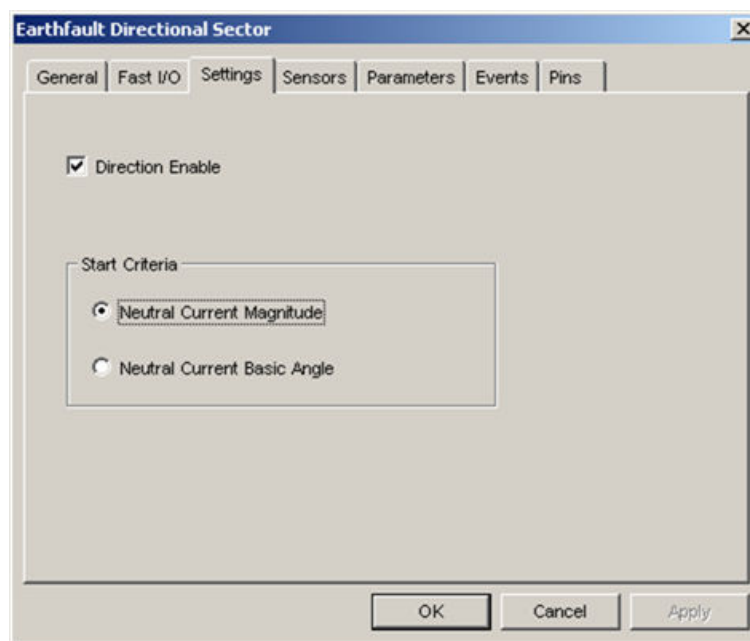 Earthfault Directional Sector
General Fast I/O Settings Sensors Parameters Events Pins
Direction Enable
Start Criteria
Neutral Current Magnitude
Neutral Current Basic Angle
OK Cancel Apply